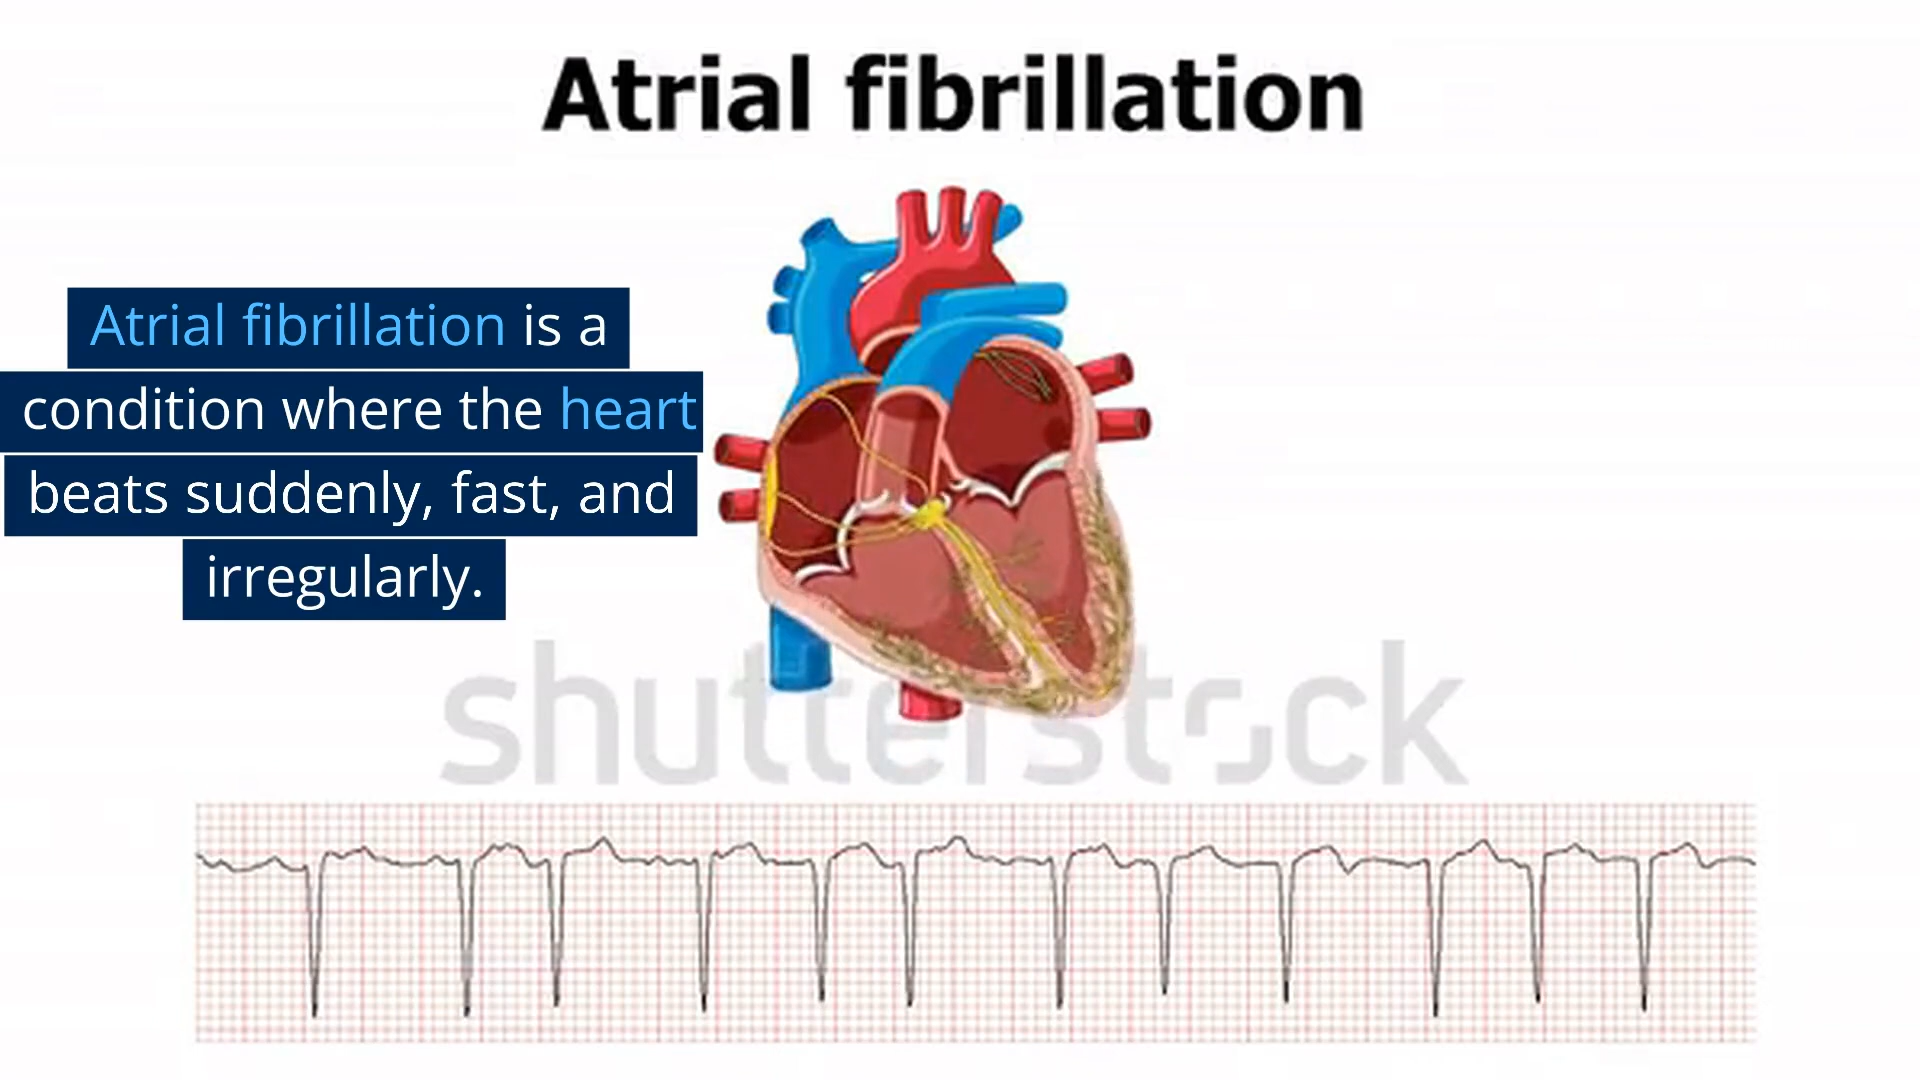 Atrial fibrillation
Atrial fibrillation is a
condition where the heart
beats suddenly, fast, and
irregularly.
shutterstock